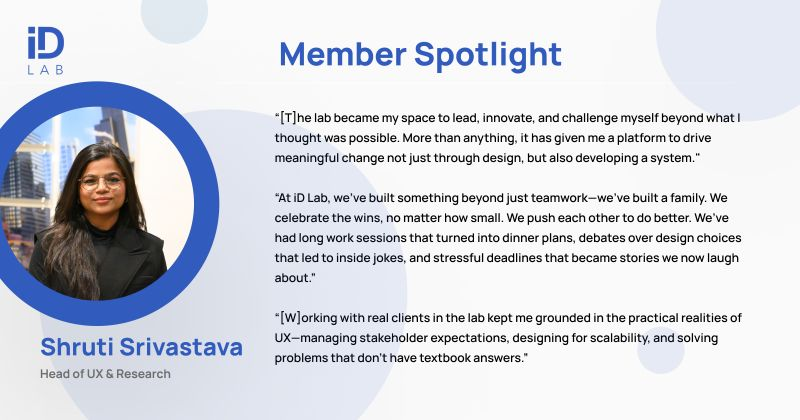 iD
LAB
Member Spotlight
“[T]he lab became my space to lead, innovate, and challenge myself beyond what I
thought was possible. More than anything, it has given me a platform to drive
meaningful change not just through design, but also developing a system."
“At iD Lab, we’ve built something beyond just teamwork—we’ve built a family. We
celebrate the wins, no matter how small. We push each other to do better. We’ve
had long work sessions that turned into dinner plans, debates over design choices
that led to inside jokes, and stressful deadlines that became stories we now laugh
about.”
“[W]orking with real clients in the lab kept me grounded in the practical realities of
UX—managing stakeholder expectations, designing for scalability, and solving
problems that don’t have textbook answers.”
Shruti Srivastava
Head of UX & Research